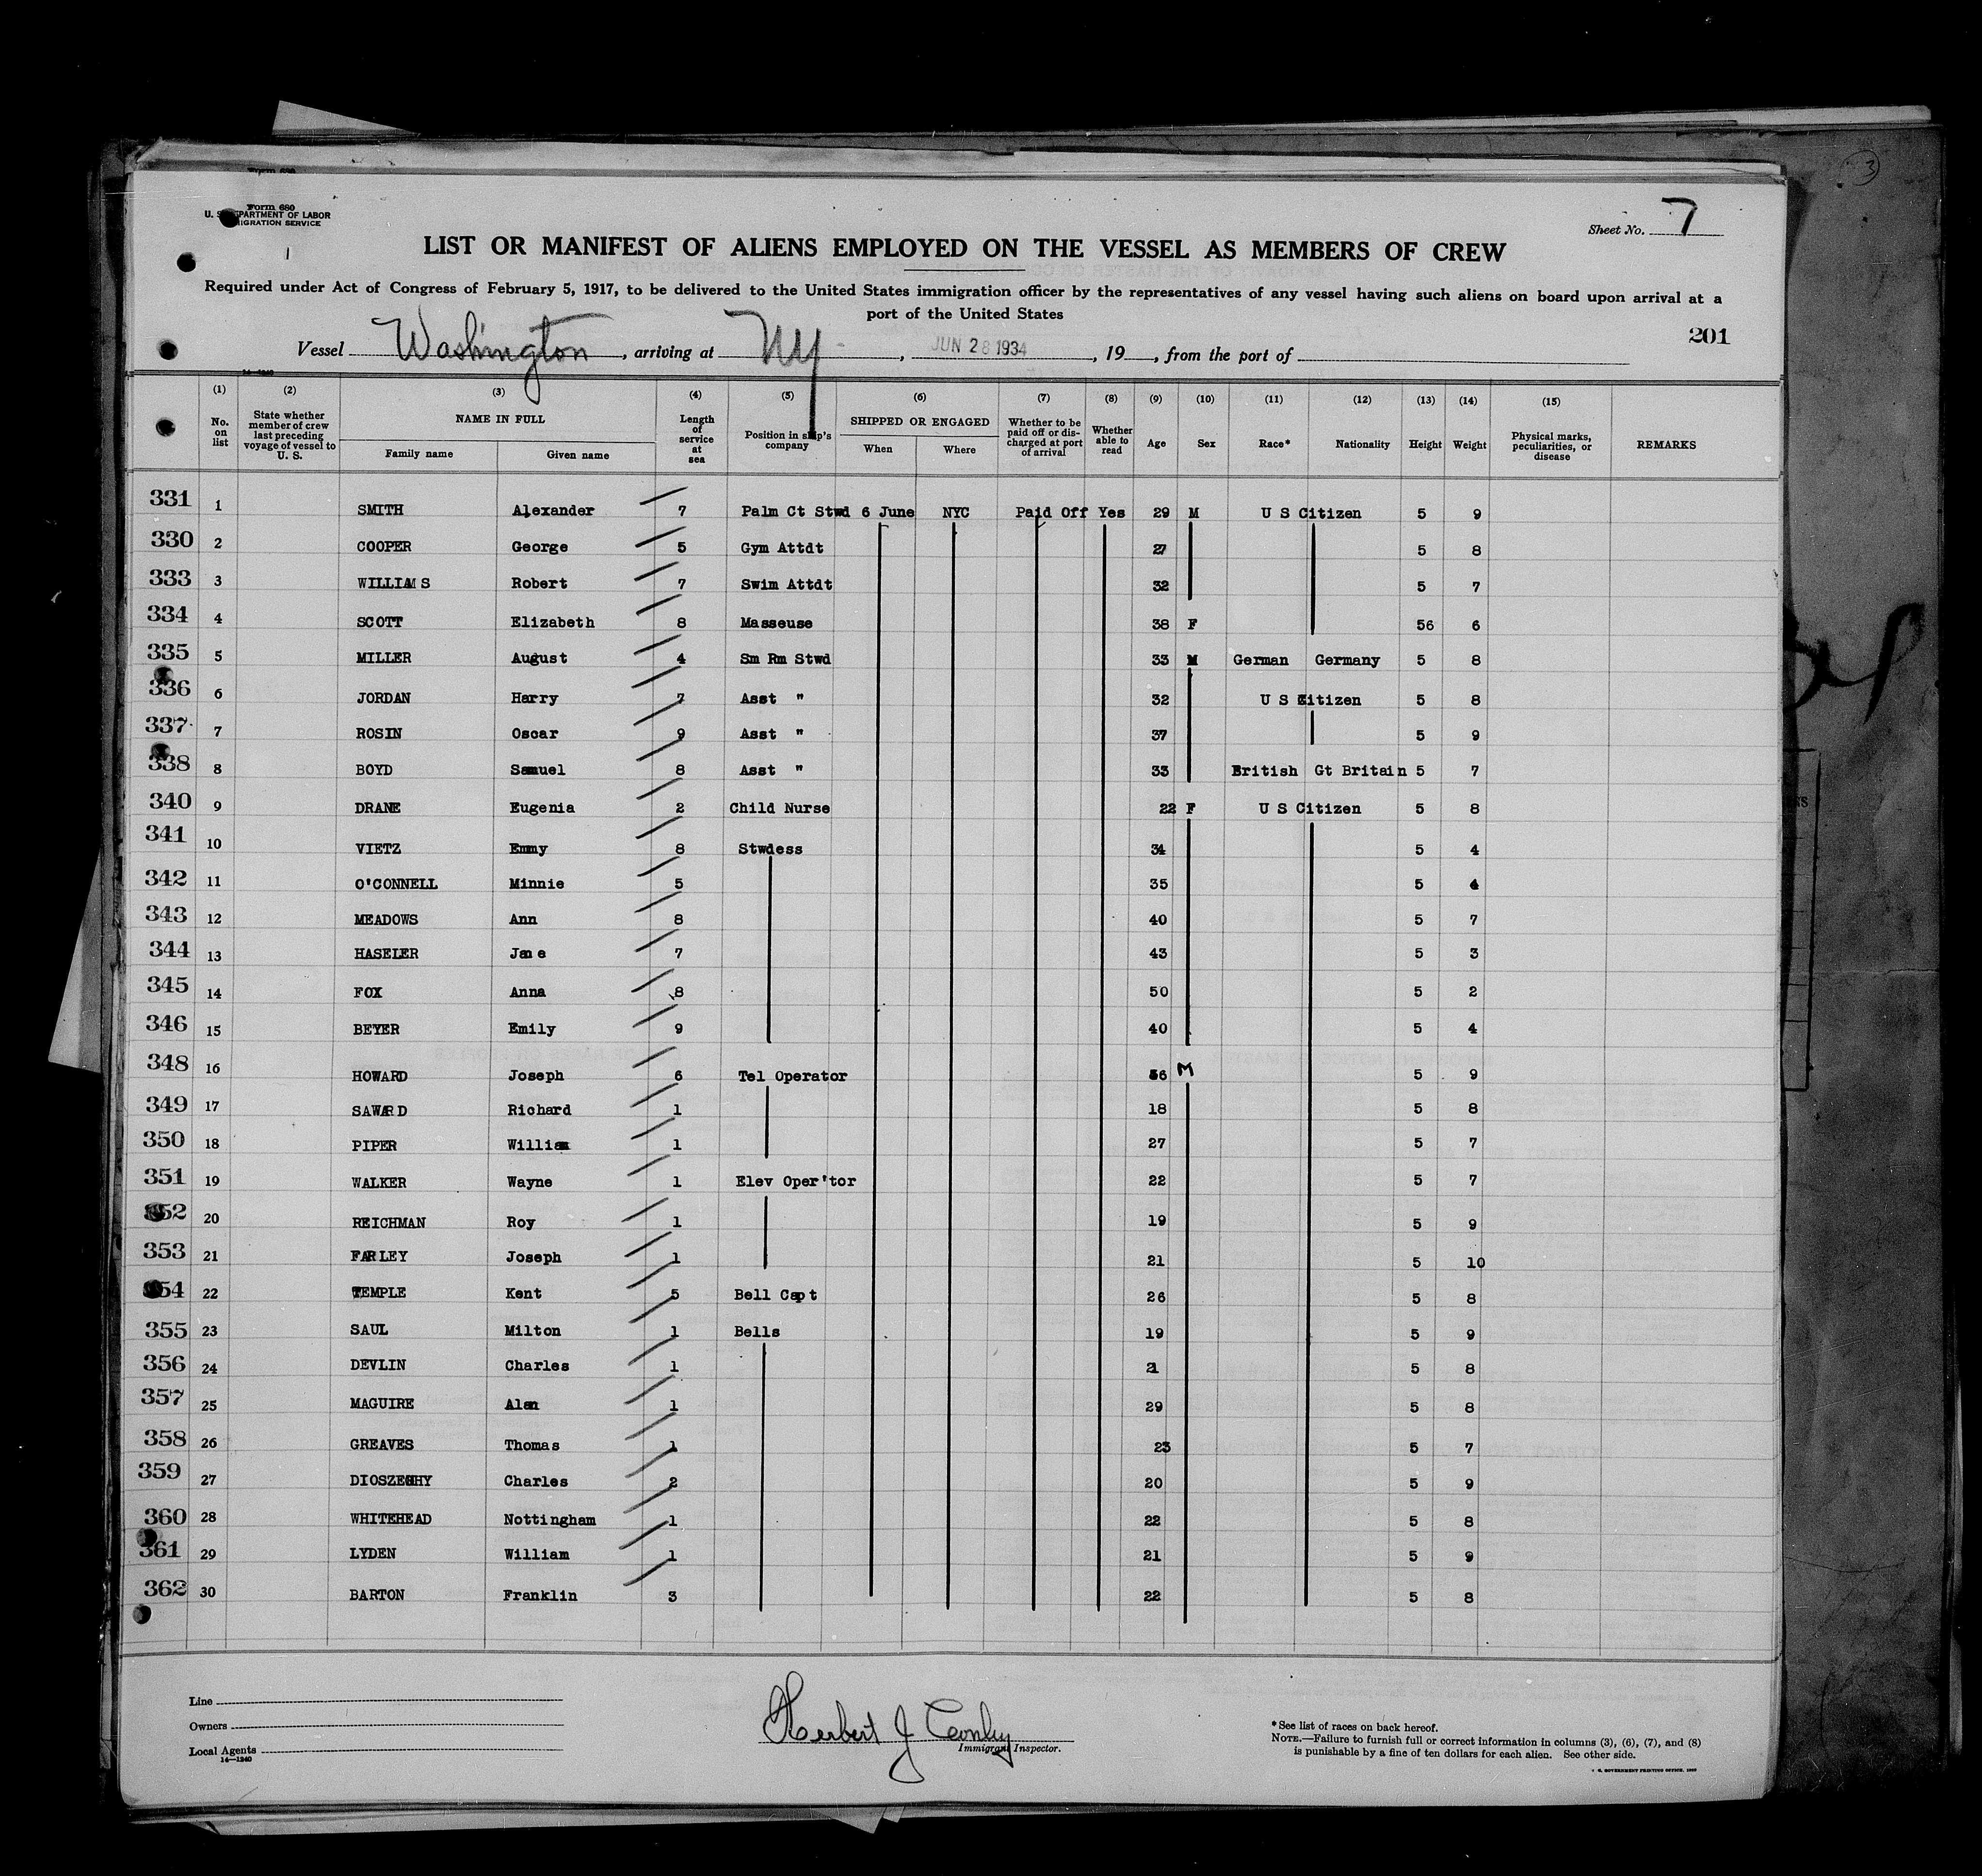 Form 680
U. S. DEPARTMENT OF LABOR
IMMIGRATION SERVICE
1
Sheet No. 7
LIST OR MANIFEST OF ALIENS EMPLOYED ON THE VESSEL AS MEMBERS OF CREW
Required under Act of Congress of February 5, 1917, to be delivered to the United States immigration officer by the representatives of any vessel having such aliens on board upon arrival at a
port of the United States
201
Vessel Washington, arriving at NY, JUN 28 1934, 19, from the port of
14—1240
(1) (2) (3) (4) (5) (6) (7) (8) (9) (10) (11) (12) (13) (14) (15)
No. on list State whether member of crew last preceding voyage of vessel to U. S. NAME IN FULL Family name Given name Length of service at sea Position in ship's company SHIPPED OR ENGAGED When Where Whether to be paid off or discharged at port of arrival Whether able to read Age Sex Race* Nationality Height Weight Physical marks, peculiarities, or disease REMARKS
331 1 SMITH Alexander 7 Palm Ct Stwd 6 June NYC Paid Off Yes 29 M U S Citizen 5 9
330 2 COOPER George 5 Gym Attdt 27 5 8
333 3 WILLIAMS Robert 7 Swim Attdt 32 5 7
334 4 SCOTT Elizabeth 8 Masseuse 38 F 56 6
335 5 MILLER August 4 Sm Rm Stwd 33 M German Germany 5 8
336 6 JORDAN Harry 7 Asst " 32 U S Citizen 5 8
337 7 ROSIN Oscar 9 Asst " 37 5 9
338 8 BOYD Samuel 8 Asst " 33 British Gt Britain 5 7
340 9 DRANE Eugenia 2 Child Nurse 22 F U S Citizen 5 8
341 10 VIETZ Emmy 8 Stwdess 34 5 4
342 11 O'CONNELL Minnie 5 35 5 4
343 12 MEADOWS Ann 8 40 5 7
344 13 HASELER Jane 7 43 5 3
345 14 FOX Anna 8 50 5 2
346 15 BEYER Emily 9 40 5 4
348 16 HOWARD Joseph 6 Tel Operator 56 M 5 9
349 17 SAWARD Richard 1 18 5 8
350 18 PIPER William 1 27 5 7
351 19 WALKER Wayne 1 Elev Oper'tor 22 5 7
352 20 REICHMAN Roy 1 19 5 9
353 21 FARLEY Joseph 1 21 5 10
354 22 TEMPLE Kent 5 Bell Capt 26 5 8
355 23 SAUL Milton 1 Bells 19 5 9
356 24 DEVLIN Charles 1 21 5 8
357 25 MAGUIRE Alan 1 29 5 8
358 26 GREAVES Thomas 1 23 5 7
359 27 DIOSZEGHY Charles 2 20 5 9
360 28 WHITEHEAD Nottingham 1 22 5 8
361 29 LYDEN William 1 21 5 9
362 30 BARTON Franklin 3 22 5 8
Line
Owners
Local Agents
14—1240
Herbert J Conley
Immigrant Inspector.
*See list of races on back hereof.
NOTE.—Failure to furnish full or correct information in columns (3), (6), (7), and (8)
is punishable by a fine of ten dollars for each alien. See other side.